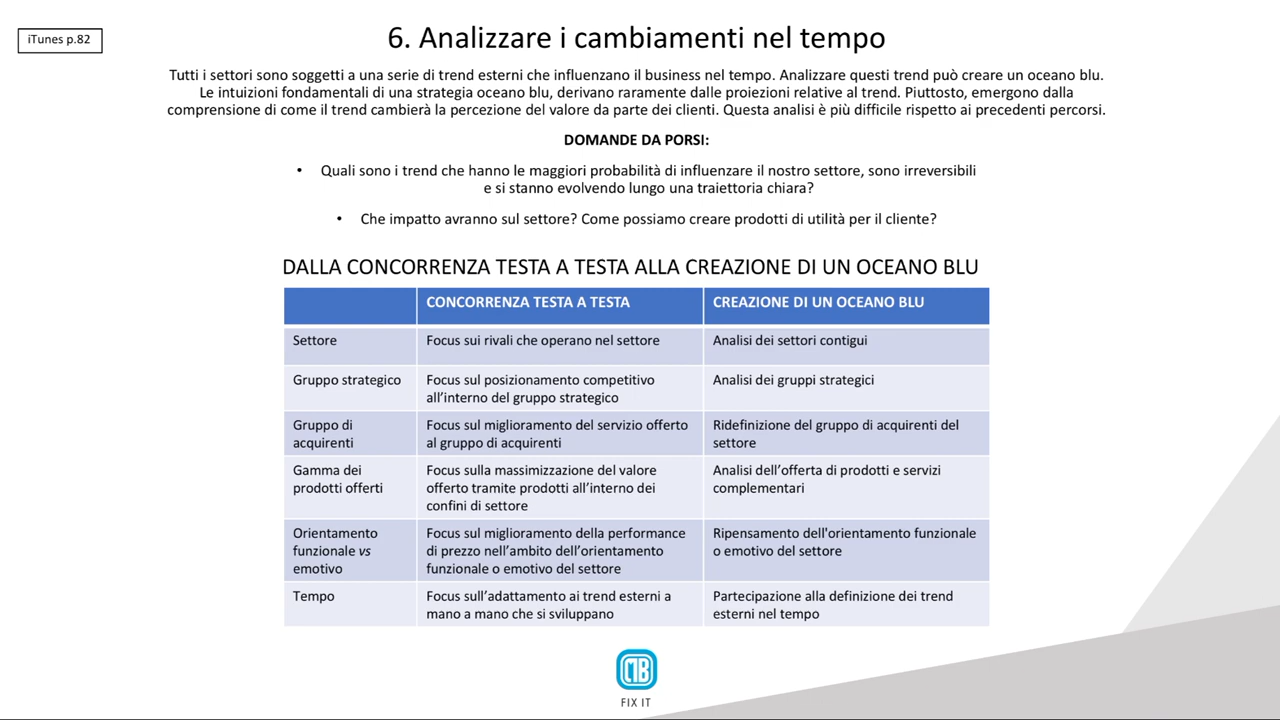 iTunes p.82
6. Analizzare i cambiamenti nel tempo
Tutti i settori sono soggetti a una serie di trend esterni che influenzano il business nel tempo. Analizzare questi trend può creare un oceano blu.
Le intuizioni fondamentali di una strategia oceano blu, derivano raramente dalle proiezioni relative al trend. Piuttosto, emergono dalla
comprensione di come il trend cambierà la percezione del valore da parte dei clienti. Questa analisi è più difficile rispetto ai precedenti percorsi.
DOMANDE DA PORSI:
• Quali sono i trend che hanno le maggiori probabilità di influenzare il nostro settore, sono irreversibili
e si stanno evolvendo lungo una traiettoria chiara?
• Che impatto avranno sul settore? Come possiamo creare prodotti di utilità per il cliente?
DALLA CONCORRENZA TESTA A TESTA ALLA CREAZIONE DI UN OCEANO BLU
CONCORRENZA TESTA A TESTA
CREAZIONE DI UN OCEANO BLU
Settore
Focus sui rivali che operano nel settore
Analisi dei settori contigui
Gruppo strategico
Focus sul posizionamento competitivo
all'interno del gruppo strategico
Analisi dei gruppi strategici
Gruppo di
acquirenti
Focus sul miglioramento del servizio offerto
al gruppo di acquirenti
Ridefinizione del gruppo di acquirenti del
settore
Gamma dei
prodotti offerti
Focus sulla massimizzazione del valore
offerto tramite prodotti all'interno dei
confini di settore
Analisi dell'offerta di prodotti e servizi
complementari
Orientamento
funzionale vs
emotivo
Focus sul miglioramento della performance
di prezzo nell'ambito dell'orientamento
funzionale o emotivo del settore
Ripensamento dell'orientamento funzionale
o emotivo del settore
Tempo
Focus sull'adattamento ai trend esterni a
mano a mano che si sviluppano
Partecipazione alla definizione dei trend
esterni nel tempo
CMB
FIX IT